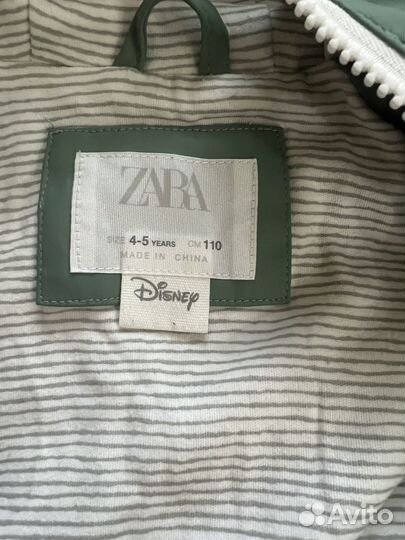 ZARA
SIZE 4-5 YEARS CM 110
MADE IN CHINA
Disney
Avito